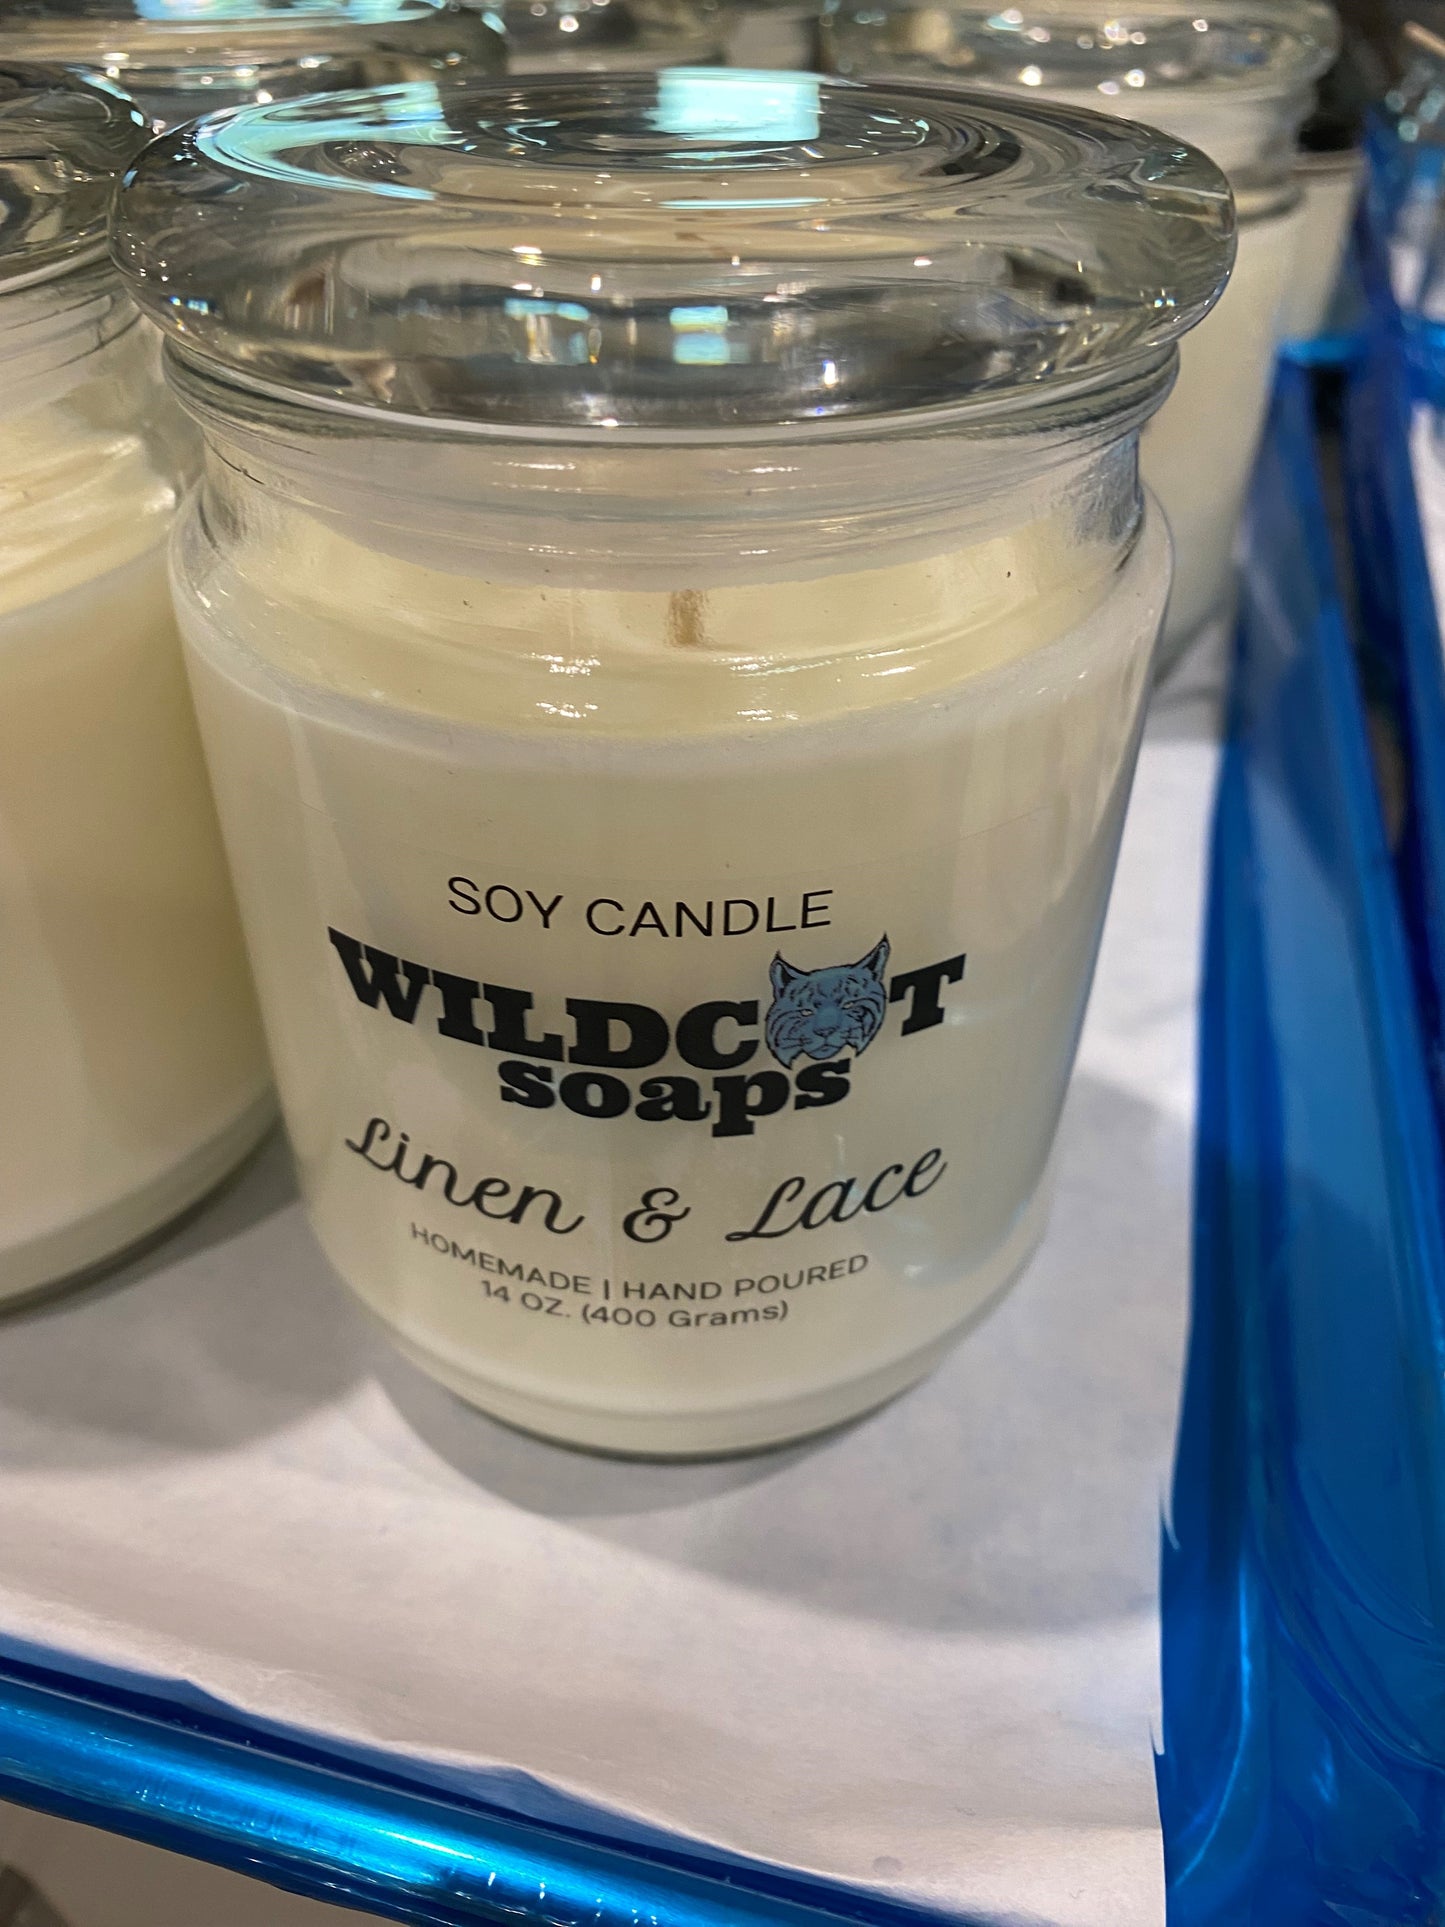 SOY CANDLE
WILDCAT
soaps
Linen & Lace
HOMEMADE | HAND POURED
14 OZ. (400 Grams)